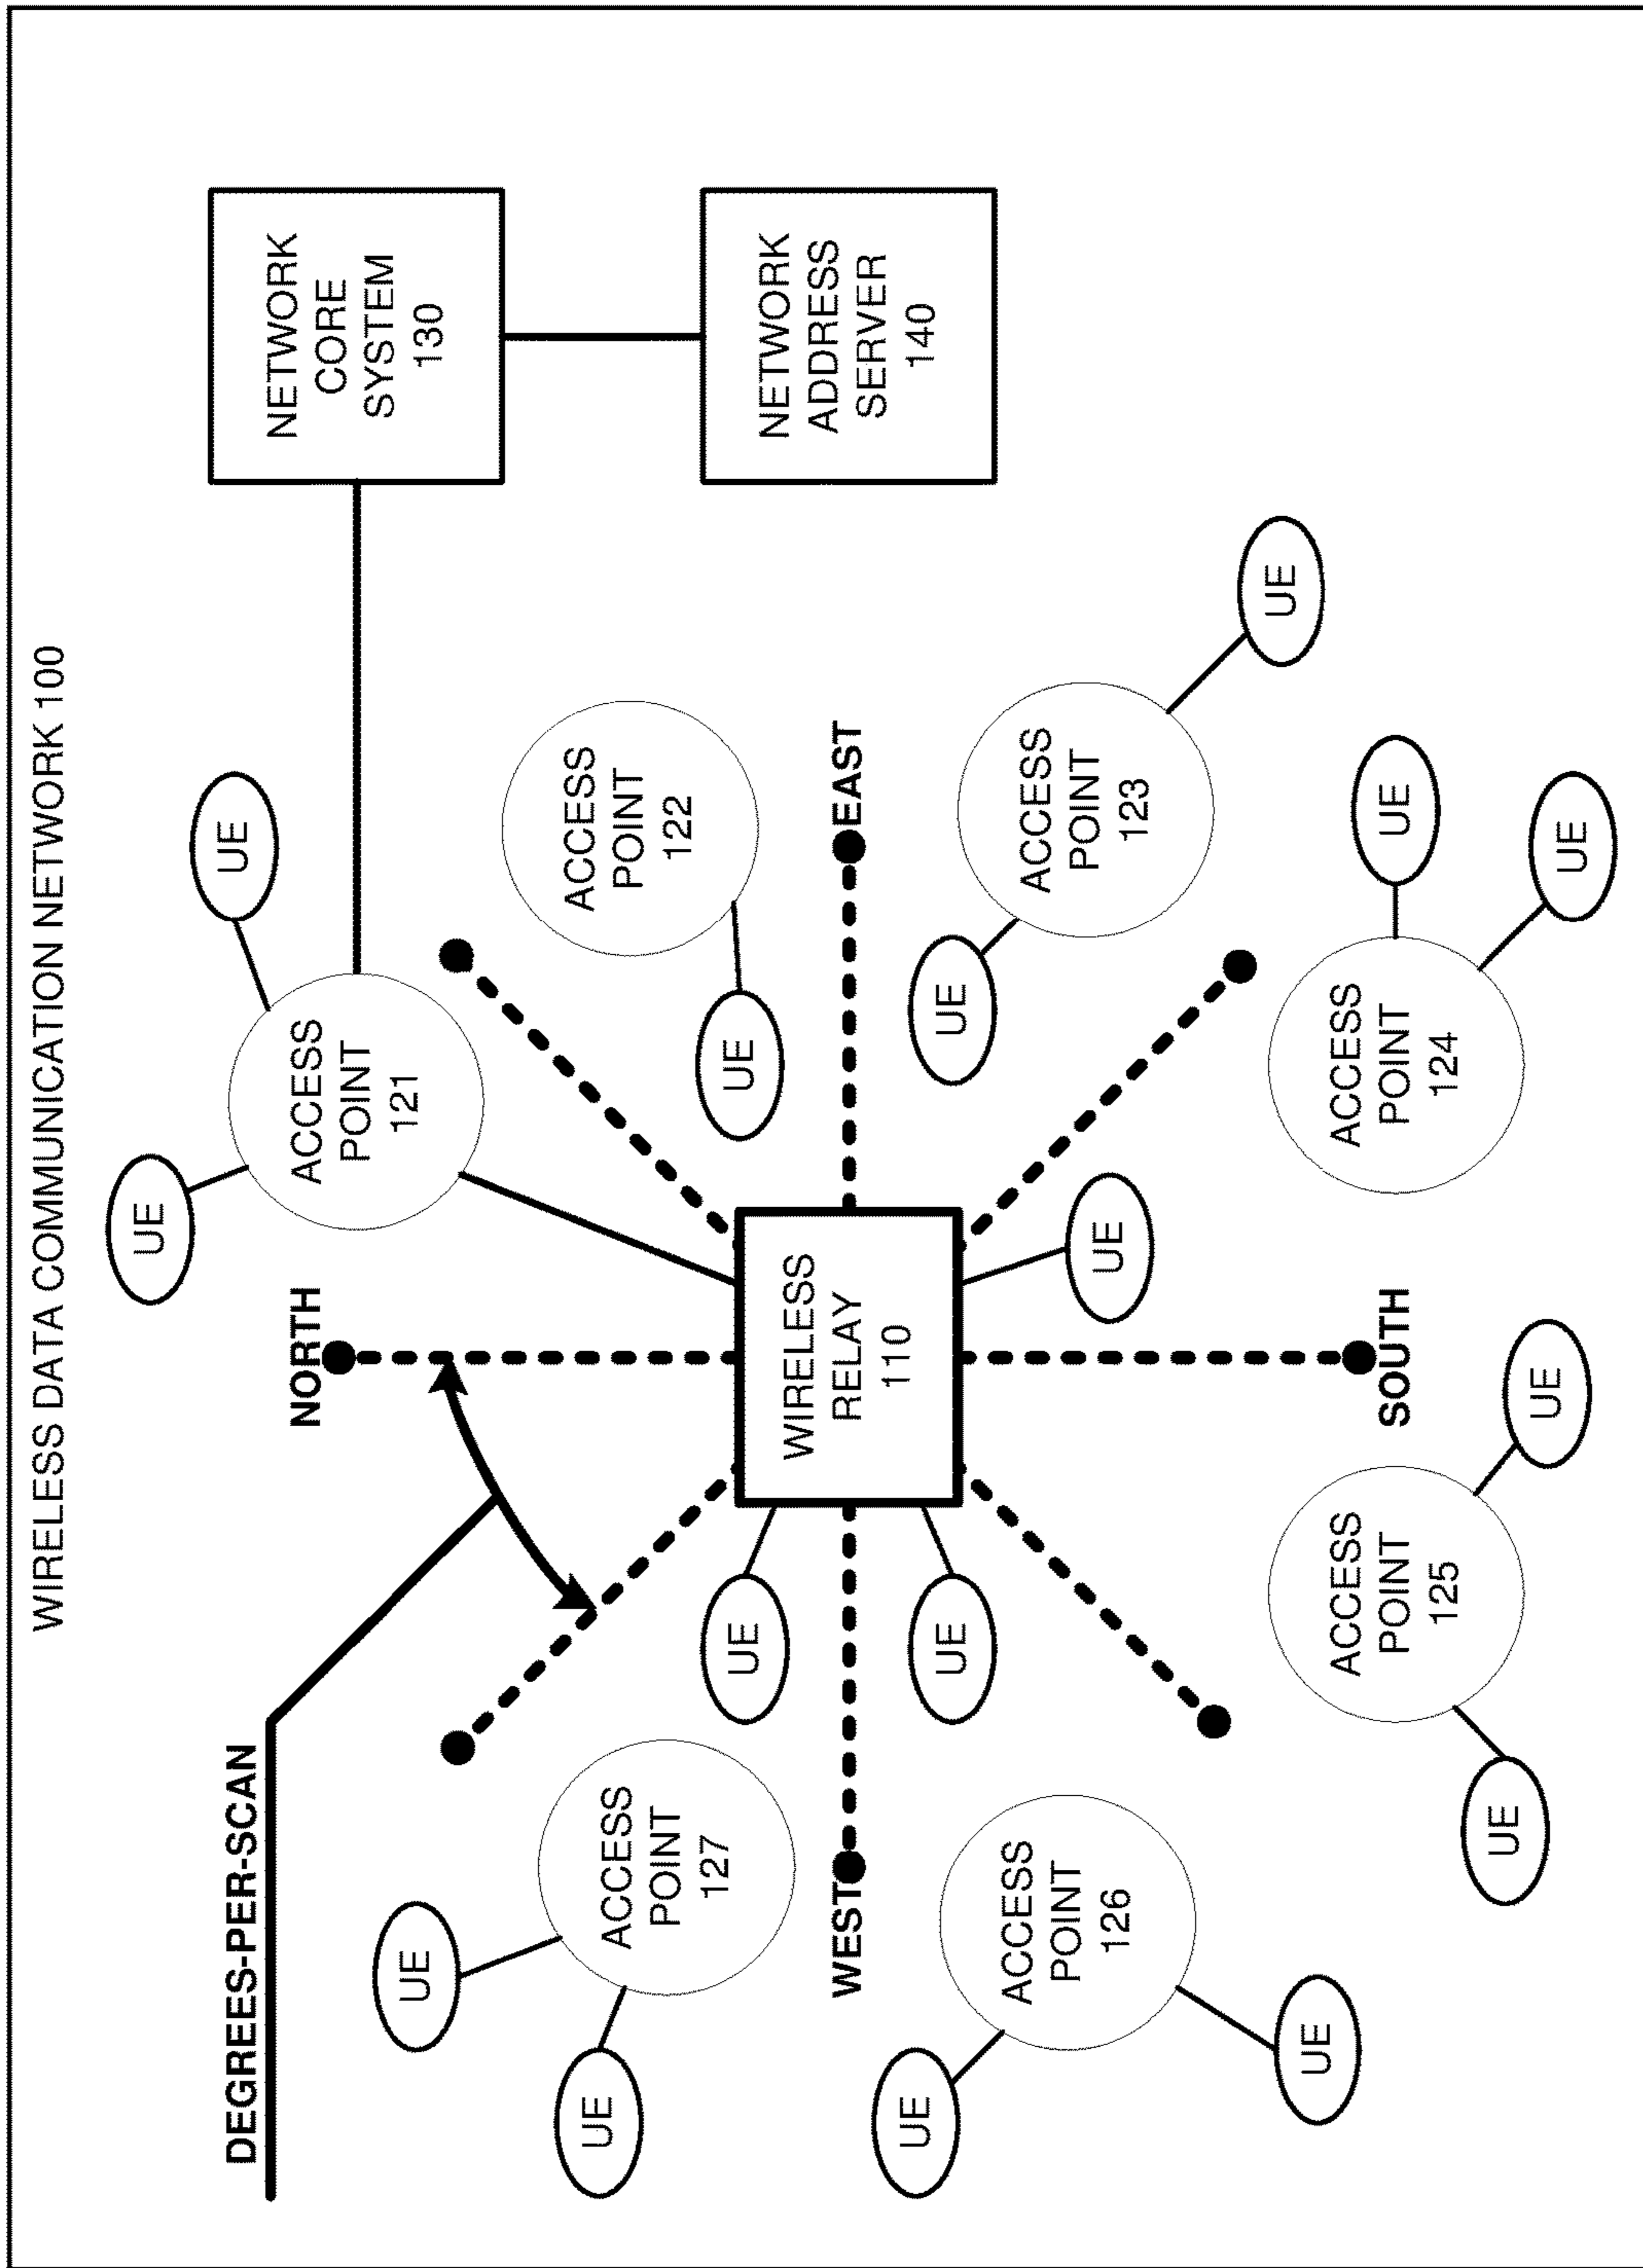 WIRELESS DATA COMMUNICATION NETWORK 100
DEGREES-PER-SCAN
NORTH
UE
UE
ACCESS
POINT
121
NETWORK
CORE
SYSTEM
130
UE
UE
ACCESS
POINT
127
UE
UE
ACCESS
POINT
122
NETWORK
ADDRESS
SERVER
140
WEST
WIRELESS
RELAY
110
EAST
UE
UE
ACCESS
POINT
126
UE
UE
UE
ACCESS
POINT
123
UE
UE
ACCESS
POINT
125
UE
SOUTH
UE
ACCESS
POINT
124
UE
UE